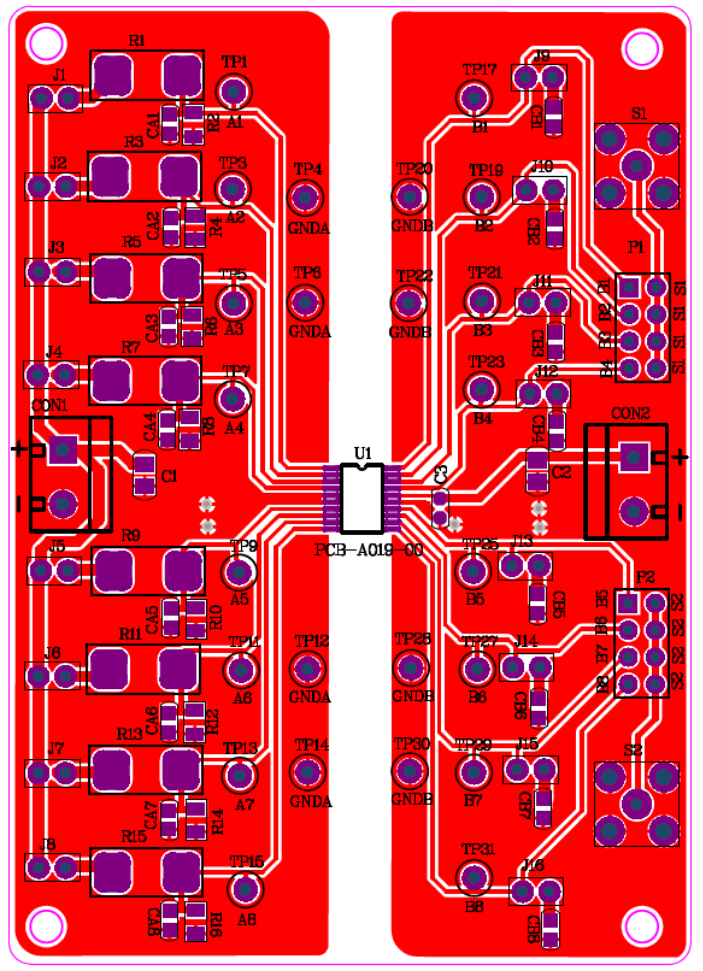 R1
TP1
J1
CA1
R2
A1
TP17
J9
B1
CB1
S1
R3
TP3
TP4
J2
CA2
R4
A2
GNDA
TP20
TP19
J10
GNDB
B2
CB2
P1
R5
J3
TP5
TP6
CA3
R6
A3
GNDA
TP22
TP21
J11
GNDB
B3
CB3
B1 S1
B2
B3 S1
B4 S1
R7
J4
TP7
CA4
R8
A4
TP23
J12
B4
CB4
CON1
+
-
C1
U1
C3
C2
CON2
+
-
PCB-A019-00
R9
J5
TP9
CA5
R10
A5
TP25
J13
B5
CB5
P2
B5 S2
B6 S2
B7 S2
B8 S2
R11
J6
TP11
TP12
CA6
R12
A6
GNDA
TP28
TP27
J14
GNDB
B6
CB6
R13
J7
TP13
TP14
CA7
R14
A7
GNDA
TP30
TP29
J15
GNDB
B7
CB7
S2
R15
J8
TP15
CA8
R16
A8
TP31
J16
B8
CB8